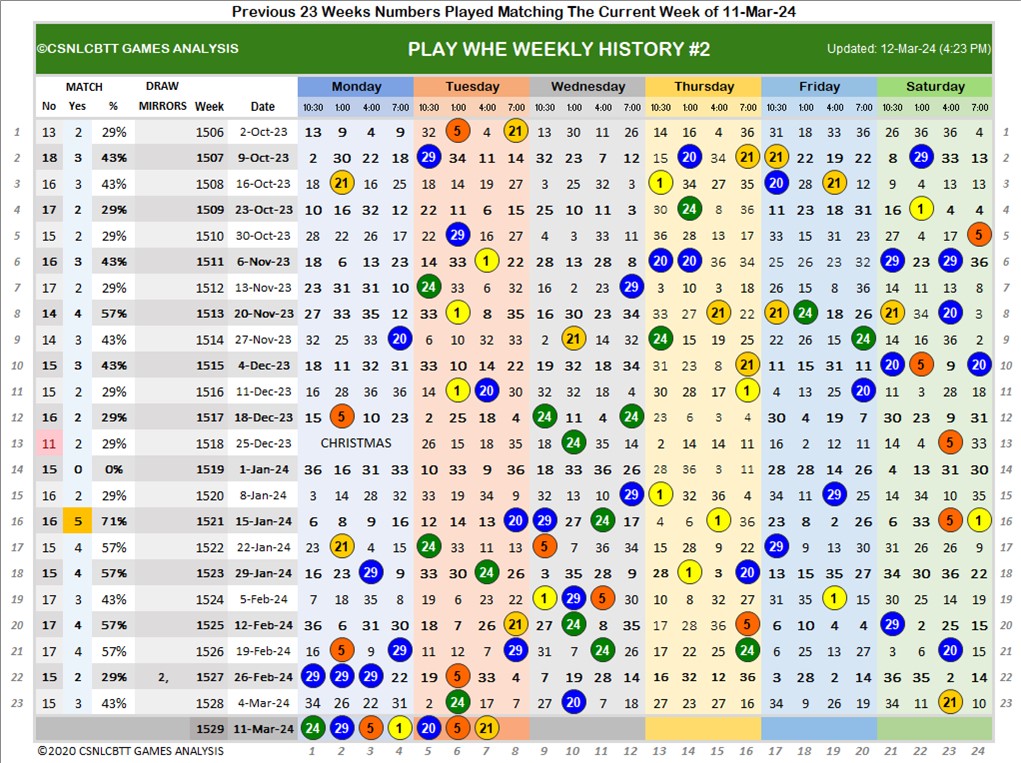 Previous 23 Weeks Numbers Played Matching The Current Week of 11-Mar-24
©CSNLCBTT GAMES ANALYSIS PLAY WHE WEEKLY HISTORY #2 Updated: 12-Mar-24 (4:23 PM)
MATCH DRAW Monday Tuesday Wednesday Thursday Friday Saturday
No Yes % MIRRORS Week Date 10:30 1:00 4:00 7:00 10:30 1:00 4:00 7:00 10:30 1:00 4:00 7:00 10:30 1:00 4:00 7:00 10:30 1:00 4:00 7:00 10:30 1:00 4:00 7:00
1 13 2 29% 1506 2-Oct-23 13 9 4 9 32 5 4 21 13 30 11 26 14 16 4 36 31 18 33 36 26 36 36 4 1
2 18 3 43% 1507 9-Oct-23 2 30 22 18 29 34 11 14 32 23 7 12 15 20 34 21 21 22 19 22 8 29 33 13 2
3 16 3 43% 1508 16-Oct-23 18 21 16 25 18 14 19 27 3 25 32 3 1 34 27 35 20 28 21 12 9 4 13 13 3
4 17 2 29% 1509 23-Oct-23 10 16 32 12 22 11 6 15 25 10 11 3 30 24 8 36 11 23 18 31 16 1 4 4 4
5 15 2 29% 1510 30-Oct-23 28 22 26 17 22 29 16 27 4 3 33 11 36 28 13 17 33 15 31 23 27 4 17 5 5
6 16 3 43% 1511 6-Nov-23 18 6 13 23 14 33 1 22 28 13 28 8 20 20 36 34 25 26 23 32 29 23 29 36 6
7 17 2 29% 1512 13-Nov-23 23 31 31 10 24 33 6 32 16 2 23 29 3 10 3 18 26 15 8 36 14 11 13 8 7
8 14 4 57% 1513 20-Nov-23 27 33 35 12 33 1 8 35 16 30 23 34 33 27 21 22 21 24 18 26 21 34 20 3 8
9 14 3 43% 1514 27-Nov-23 32 25 33 20 6 10 32 33 2 21 14 32 24 15 19 25 22 26 15 24 14 16 36 2 9
10 15 3 43% 1515 4-Dec-23 18 11 32 31 33 10 14 22 19 32 18 34 31 23 8 21 11 15 31 11 20 5 9 20 10
11 15 2 29% 1516 11-Dec-23 16 28 36 36 14 1 20 30 12 18 4 32 30 28 17 1 4 13 25 20 11 5 28 18 11
12 16 2 29% 1517 18-Dec-23 15 5 10 23 2 25 18 4 24 11 4 24 23 6 3 4 30 4 19 7 30 23 9 31 12
13 11 2 29% 1518 25-Dec-23 CHRISTMAS 26 15 18 35 18 24 35 13 2 14 14 11 16 2 12 11 14 4 5 33 13
14 15 0 0% 1519 1-Jan-24 36 16 31 33 10 33 9 36 18 33 36 26 28 36 3 11 28 28 14 26 4 13 31 30 14
15 16 2 29% 1520 8-Jan-24 3 14 28 32 33 19 34 9 32 13 10 29 1 32 36 4 34 11 29 25 14 34 10 35 15
16 16 5 71% 1521 15-Jan-24 6 8 9 16 12 14 13 20 29 27 24 17 4 6 1 36 23 8 2 26 6 33 5 1 16
17 15 4 57% 1522 22-Jan-24 23 21 4 15 24 33 11 13 5 7 36 34 15 28 9 22 29 9 13 30 31 26 26 9 17
18 15 4 57% 1523 29-Jan-24 16 23 29 9 33 30 24 26 3 35 28 9 28 1 3 20 13 15 35 27 34 30 36 22 18
19 17 3 43% 1524 5-Feb-24 7 18 35 8 19 6 23 22 1 29 5 30 10 8 32 27 31 35 1 15 30 25 14 19 19
20 17 4 57% 1525 12-Feb-24 36 6 31 30 18 7 26 21 27 24 8 35 17 28 36 5 6 10 4 4 29 2 25 15 20
21 17 4 57% 1526 19-Feb-24 16 5 9 29 11 12 7 29 31 7 24 26 17 22 25 24 6 25 13 27 3 6 20 15 21
22 15 2 29% 2, 1527 26-Feb-24 29 29 29 22 19 5 33 4 7 19 28 14 16 32 12 36 3 28 2 14 36 35 2 14 22
23 15 3 43% 1528 4-Mar-24 34 26 22 31 2 24 17 7 27 20 7 18 27 23 27 16 34 9 26 19 34 11 21 10 23
1529 11-Mar-24 24 29 5 1 20 5 21
©2020 CSNLCBTT GAMES ANALYSIS 1 2 3 4 5 6 7 8 9 10 11 12 13 14 15 16 17 18 19 20 21 22 23 24